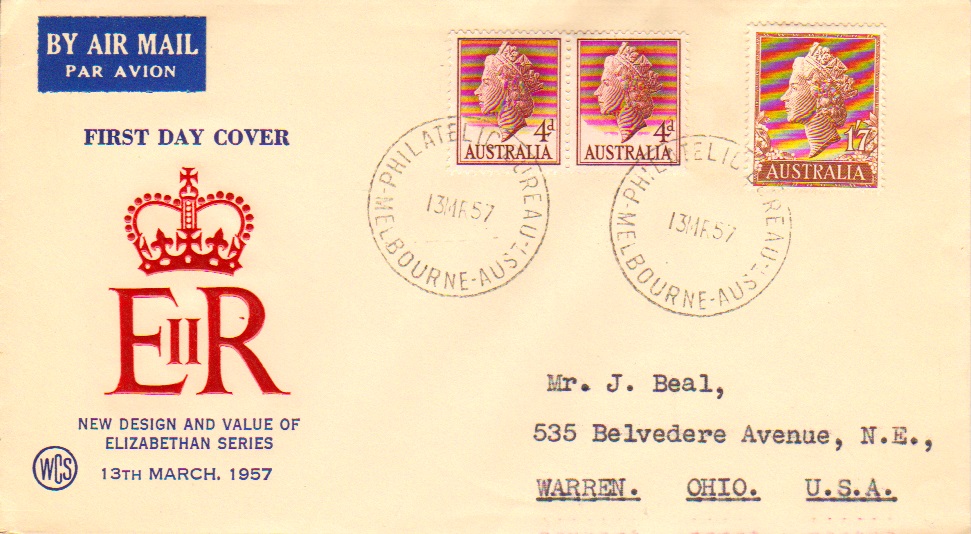 BY AIR MAIL
PAR AVION
FIRST DAY COVER
EIIR
NEW DESIGN AND VALUE OF
ELIZABETHAN SERIES
WCS
13TH MARCH. 1957
4d
AUSTRALIA
4d
AUSTRALIA
1/7
AUSTRALIA
PHILATELIC BUREAU
13MR57
MELBOURNE-AUST.
PHILATELIC BUREAU
13MR57
MELBOURNE-AUST.
Mr. J. Beal,
535 Belvedere Avenue, N.E.,
WARREN. OHIO. U.S.A.